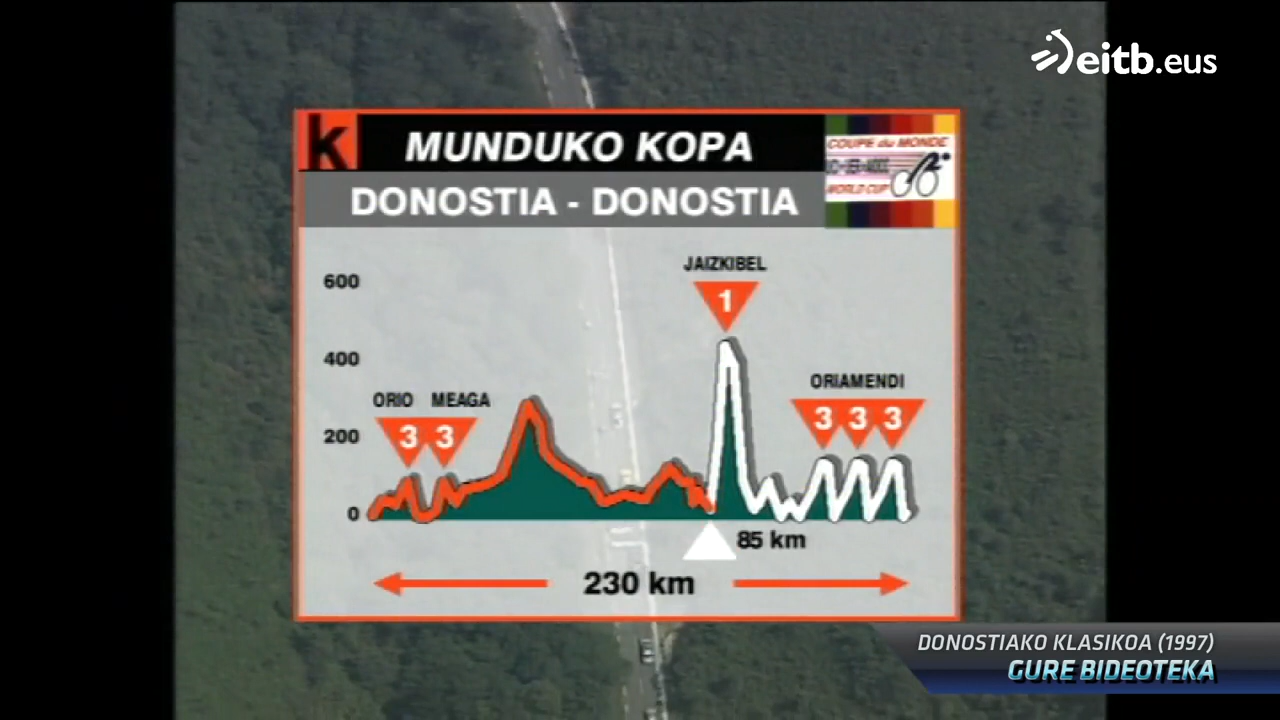 eitb.eus
k
MUNDUKO KOPA
COUPE du MONDE
WORLD CUP
DONOSTIA - DONOSTIA
JAIZKIBEL
600
1
400
ORIAMENDI
ORIO MEAGA
3 3 3
3 3
200
0
85 km
230 km
DONOSTIAKO KLASIKOA (1997)
GURE BIDEOTEKA